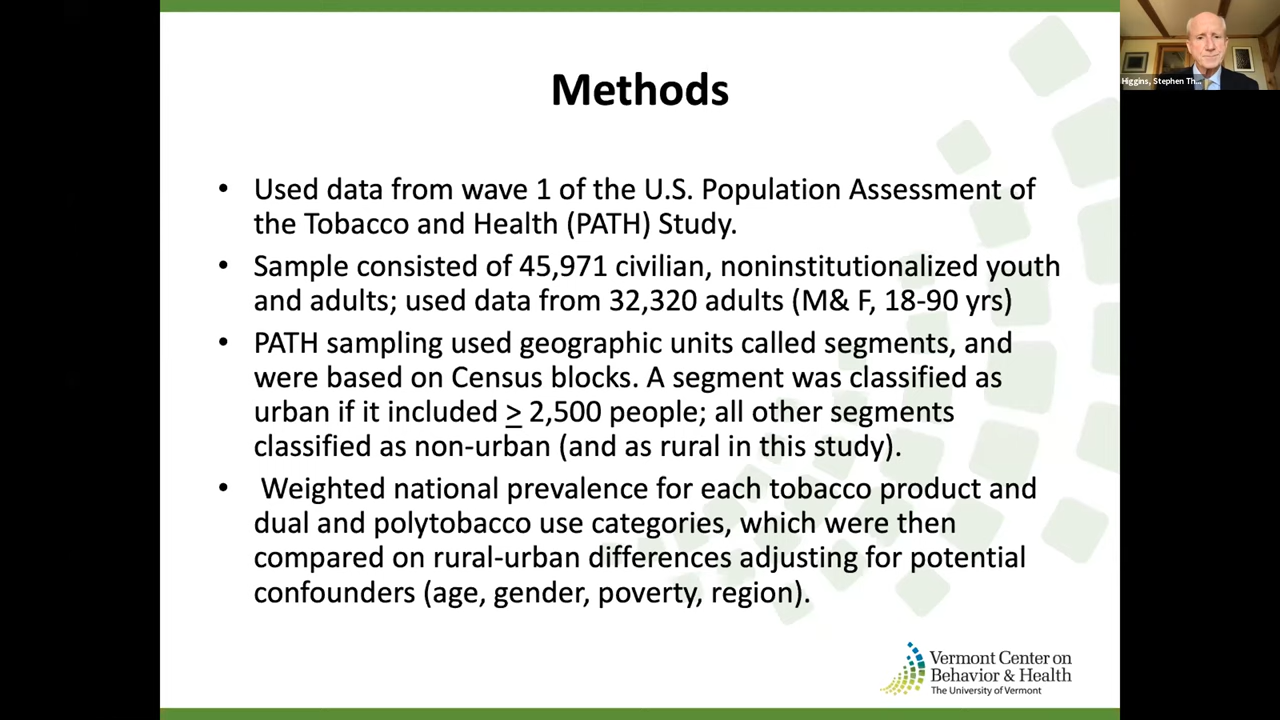 Methods
• Used data from wave 1 of the U.S. Population Assessment of
the Tobacco and Health (PATH) Study.
• Sample consisted of 45,971 civilian, noninstitutionalized youth
and adults; used data from 32,320 adults (M& F, 18-90 yrs)
• PATH sampling used geographic units called segments, and
were based on Census blocks. A segment was classified as
urban if it included ≥ 2,500 people; all other segments
classified as non-urban (and as rural in this study).
• Weighted national prevalence for each tobacco product and
dual and polytobacco use categories, which were then
compared on rural-urban differences adjusting for potential
confounders (age, gender, poverty, region).
Vermont Center on
Behavior & Health
The University of Vermont
Higgins, Stephen Th...